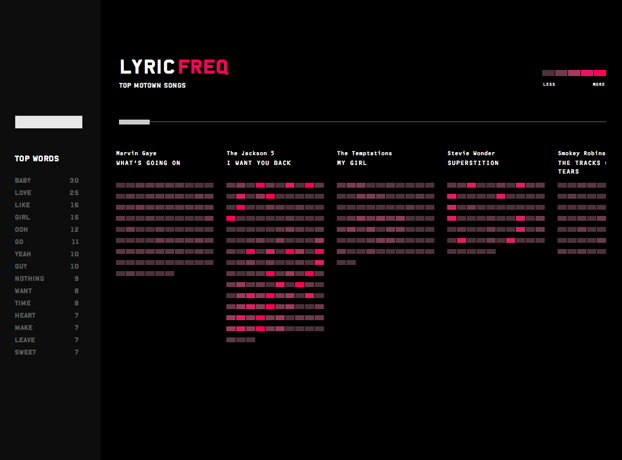 LYRIC FREQ
TOP MOTOWN SONGS
LESS MORE
TOP WORDS
BABY 30
LOVE 25
LIKE 16
GIRL 15
OOH 12
GO 11
YEAH 10
GUY 10
NOTHING 9
WANT 8
TIME 8
HEART 7
MAKE 7
LEAVE 7
SWEET 7
Marvin Gaye
WHAT'S GOING ON
The Jackson 5
I WANT YOU BACK
The Temptations
MY GIRL
Stevie Wonder
SUPERSTITION
Smokey Robins
THE TRACKS
TEARS